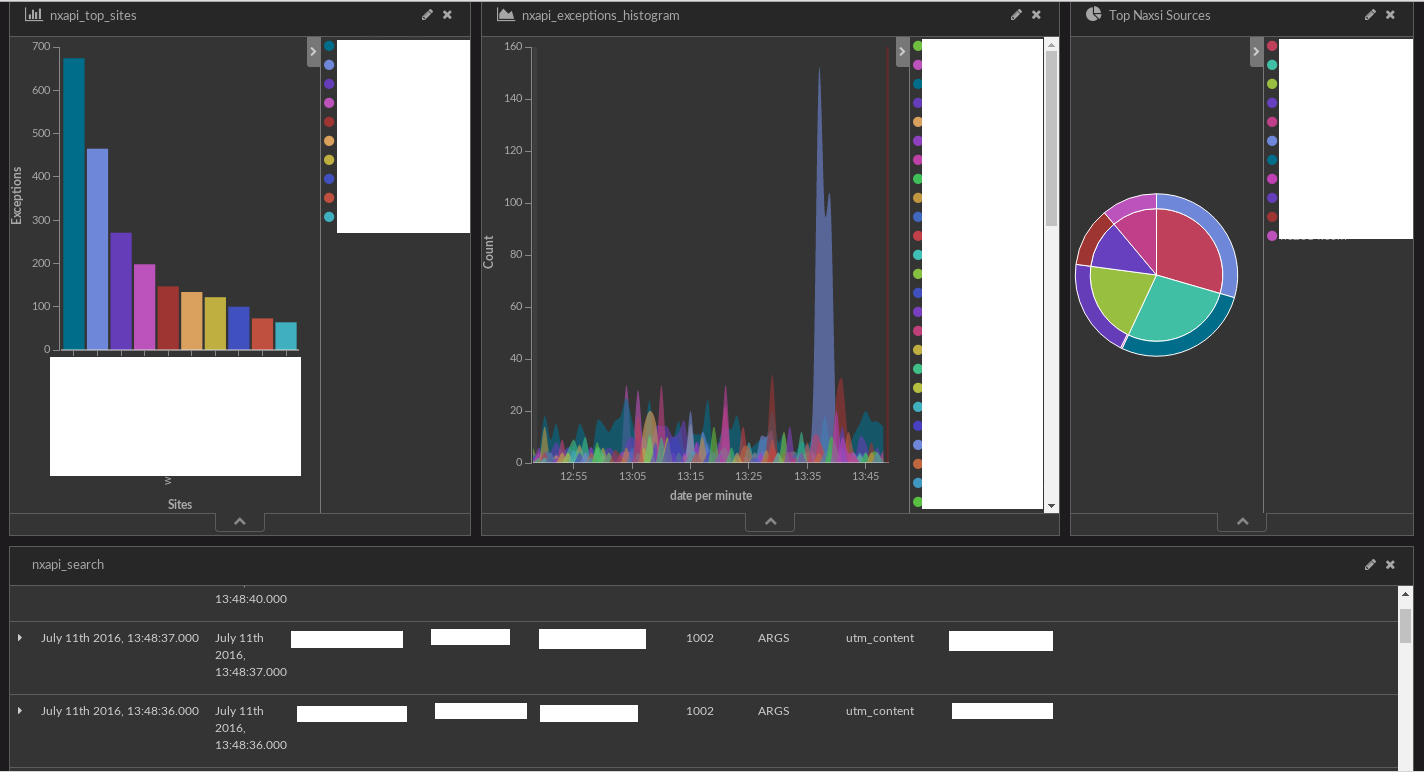 nxapi_top_sites
nxapi_exceptions_histogram
Top Naxsi Sources
700
600
500
400
300
200
100
0
Exceptions
Sites
160
140
120
100
80
60
40
20
0
Count
12:55
13:05
13:15
13:25
13:35
13:45
date per minute
nxapi_search
13:48:40.000
July 11th 2016, 13:48:37.000
July 11th
2016,
13:48:37.000
1002
ARGS
utm_content
July 11th 2016, 13:48:36.000
July 11th
2016,
13:48:36.000
1002
ARGS
utm_content